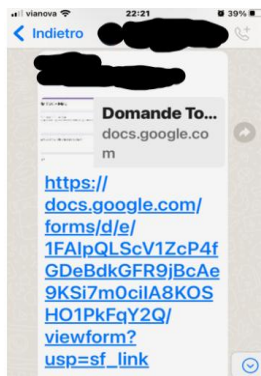 vianova 22:21 39%
Indietro
Domande To...
docs.google.co
m
https://
docs.google.com/
forms/d/e/
1FAIpQLScV1ZcP4f
GDeBdkGFR9jBcAe
9KSi7m0cilA8KOS
HO1PkFqY2Q/
viewform?
usp=sf_link